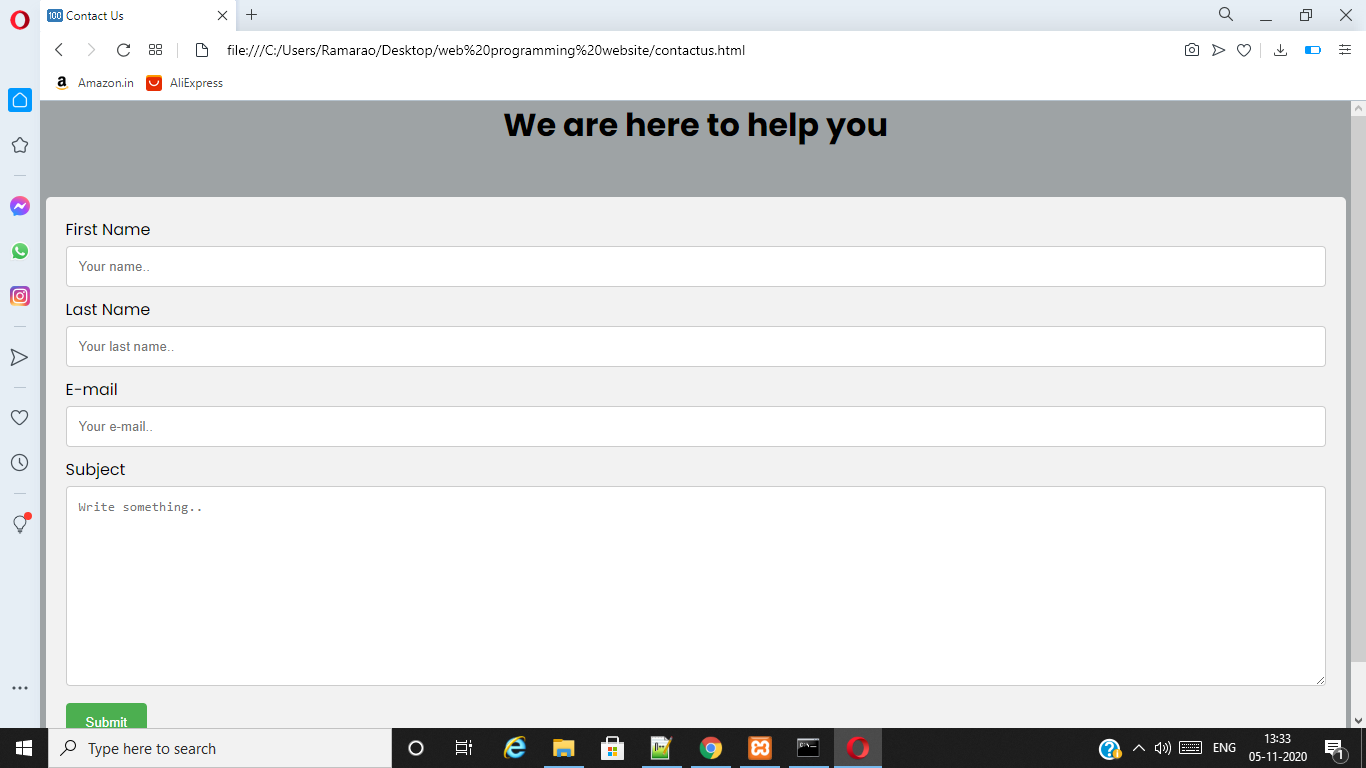 100 Contact Us
file:///C:/Users/Ramarao/Desktop/web%20programming%20website/contactus.html
a Amazon.in AliExpress
We are here to help you
First Name
Your name..
Last Name
Your last name..
E-mail
Your e-mail..
Subject
Write something..
Submit
Type here to search
ENG
13:33
05-11-2020
1